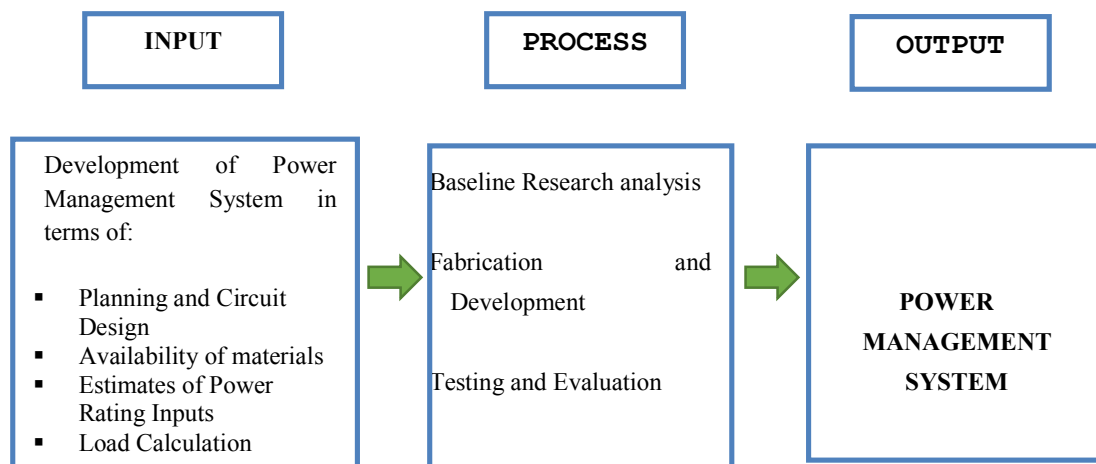 INPUT
PROCESS
OUTPUT
Development of Power
Management System in
terms of:
▪ Planning and Circuit
Design
▪ Availability of materials
▪ Estimates of Power
Rating Inputs
▪ Load Calculation
Baseline Research analysis
Fabrication and
Development
Testing and Evaluation
POWER
MANAGEMENT
SYSTEM